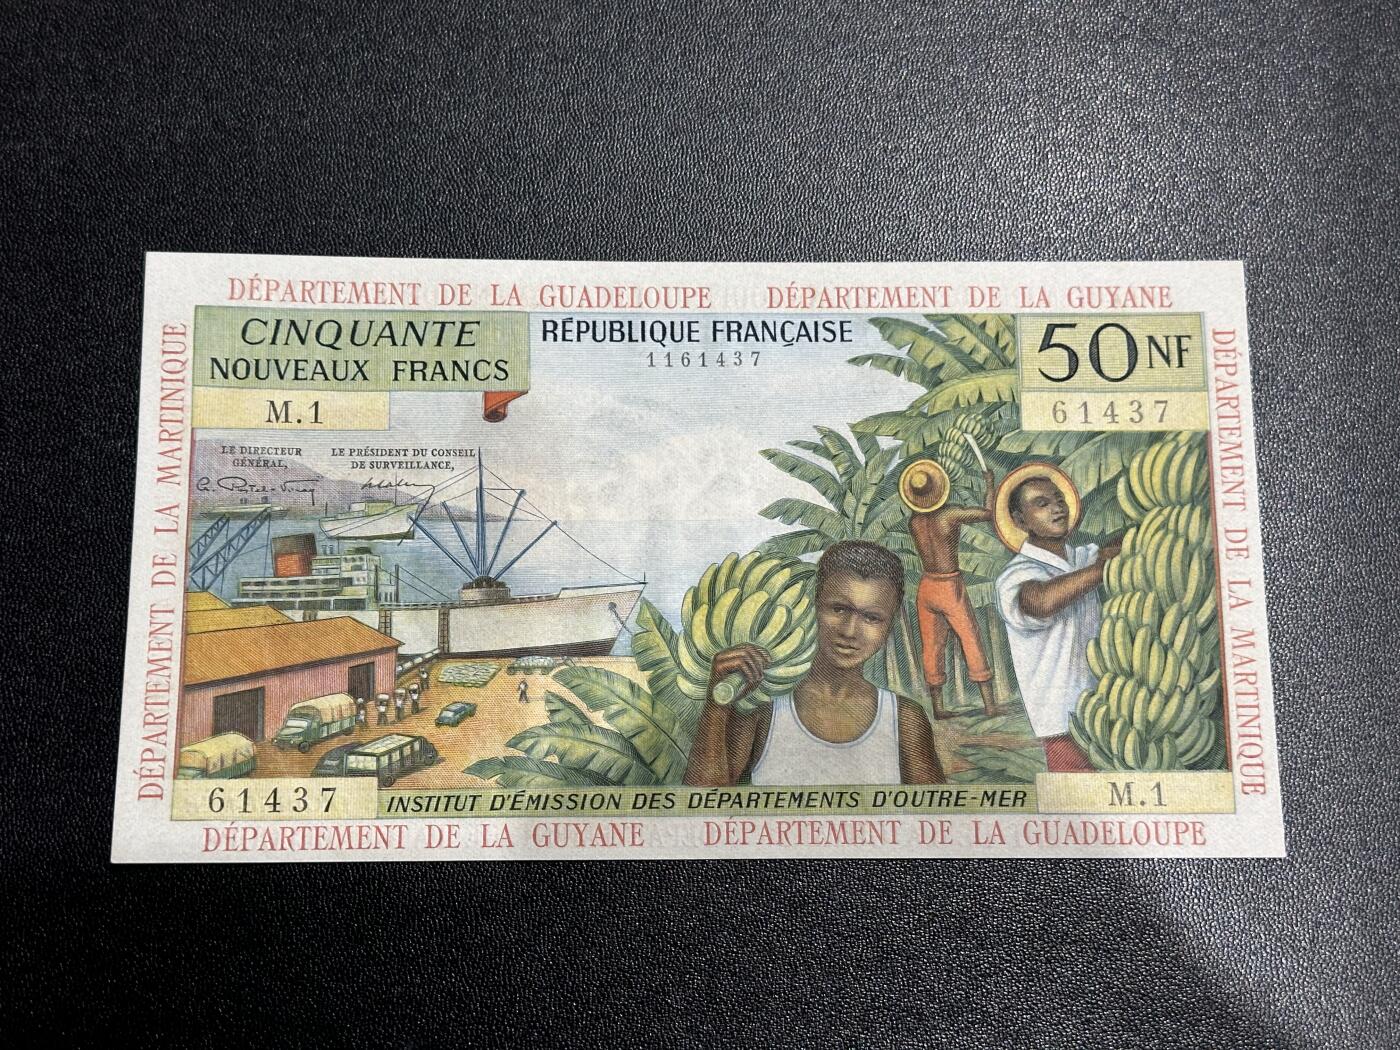 DÉPARTEMENT DE LA GUADELOUPE DÉPARTEMENT DE LA GUYANE
CINQUANTE
NOUVEAUX FRANCS
RÉPUBLIQUE FRANÇAISE
1161437
50 NF
M.1
61437
LE DIRECTEUR
GÉNÉRAL,
LE PRÉSIDENT DU CONSEIL
DE SURVEILLANCE,
DÉPARTEMENT DE LA MARTINIQUE
DÉPARTEMENT DE LA MARTINIQUE
61437
INSTITUT D'ÉMISSION DES DÉPARTEMENTS D'OUTRE-MER
M.1
DÉPARTEMENT DE LA GUYANE DÉPARTEMENT DE LA GUADELOUPE